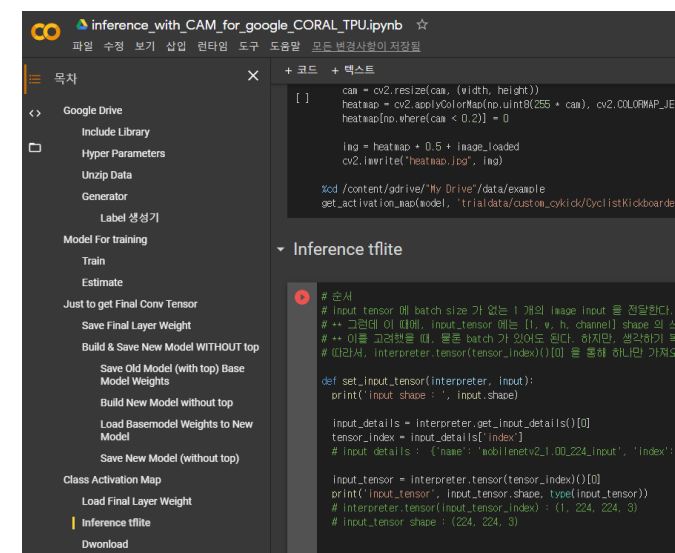 CO inference_with_CAM_for_google_CORAL_TPU.ipynb ☆
파일 수정 보기 삽입 런타임 도구 도움말 모든 변경사항이 저장됨
목차 ×
<>
Google Drive
Include Library
Hyper Parameters
Unzip Data
Generator
Label 생성기
Model For training
Train
Estimate
Just to get Final Conv Tensor
Save Final Layer Weight
Build & Save New Model WITHOUT top
Save Old Model (with top) Base
Model Weights
Build New Model without top
Load Basemodel Weights to New
Model
Save New Model (without top)
Class Activation Map
Load Final Layer Weight
Inference tflite
Dwonload
+ 코드 + 텍스트
[ ]
cam = cv2.resize(cam, (width, height))
heatmap = cv2.applyColorMap(np.uint8(255 * cam), cv2.COLORMAP_JE
heatmap[np.where(cam < 0.2)] = 0
img = heatmap * 0.5 + image_loaded
cv2.imwrite("heatmap.jpg", img)
%cd /content/gdrive/"My Drive"/data/example
get_activation_map(model, 'trialdata/custom_cykick/CyclistKickboarde
Inference tflite
# 순서
# input tensor 에 batch size 가 없는 1 개의 image input 을 전달한다.
# ** 그런데 이 때에, input_tensor 에는 [1, w, h, channel] shape 의
# ** 이를 고려했을 때, 물론 batch 가 있어도 된다. 하지만, 생각하기
# (따라서, interpreter.tensor(tensor_index)()[0] 을 통해 하나만 가져오
def set_input_tensor(interpreter, input):
print('input shape : ', input.shape)
input_details = interpreter.get_input_details()[0]
tensor_index = input_details['index']
# input details : {'name': 'mobilenetv2_1.00_224_input', 'index':
input_tensor = interpreter.tensor(tensor_index)()[0]
print('input_tensor', input_tensor.shape, type(input_tensor))
# interpreter.tensor(input_tensor_index) : (1, 224, 224, 3)
# input_tensor shape : (224, 224, 3)